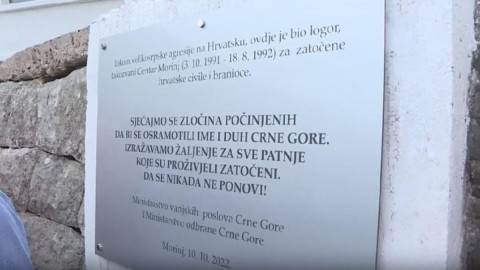 Tokom velikosrpske agresije na Hrvatsku, ovdje je bio logor,
takozvani Centar Morinj (3. 10. 1991 - 18. 8. 1992) za zatočene
hrvatske civile i branioce.
SJEĆAJMO SE ZLOČINA POČINJENIH
DA BI SE OSRAMOTILI IME I DUH CRNE GORE.
IZRAŽAVAMO ŽALJENJE ZA SVE PATNJE
KOJE SU PROŽIVJELI ZATOČENI.
DA SE NIKADA NE PONOVI!
Ministarstvo vanjskih poslova Crne Gore
i Ministarstvo odbrane Crne Gore
Morinj, 10. 10. 2022